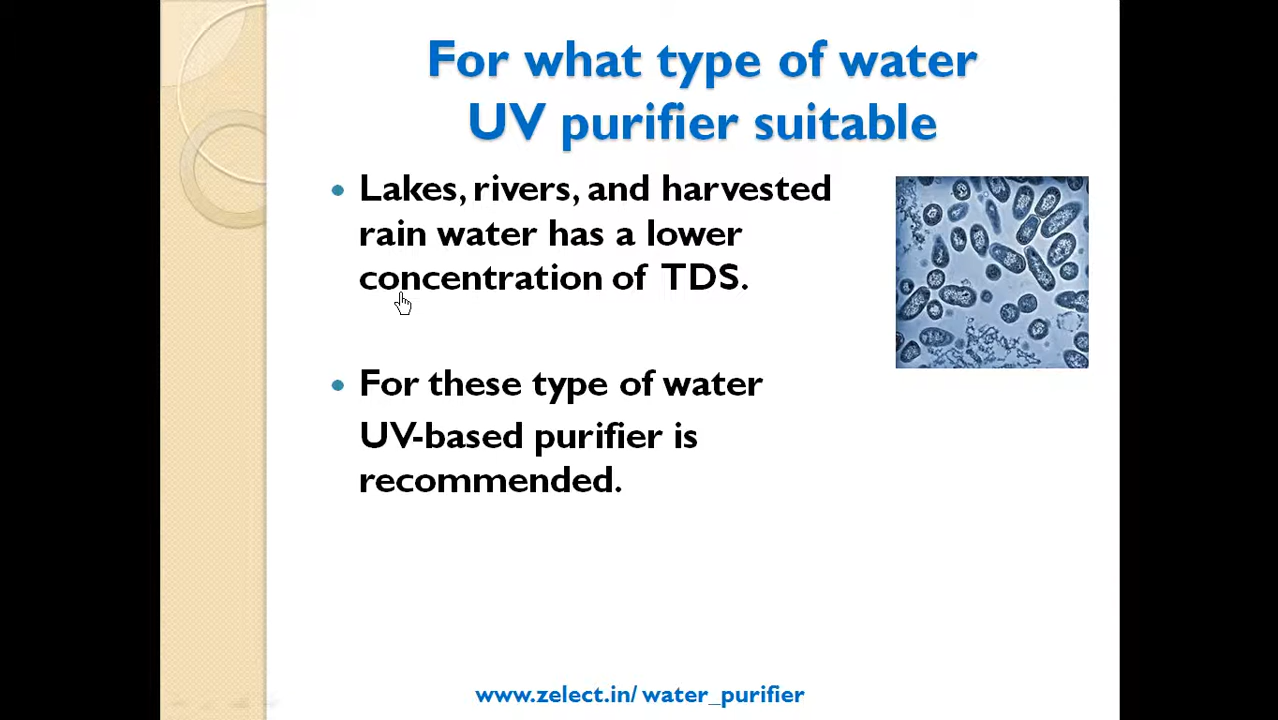 For what type of water
UV purifier suitable
• Lakes, rivers, and harvested
rain water has a lower
concentration of TDS.
• For these type of water
UV-based purifier is
recommended.
www.zelect.in/ water_purifier